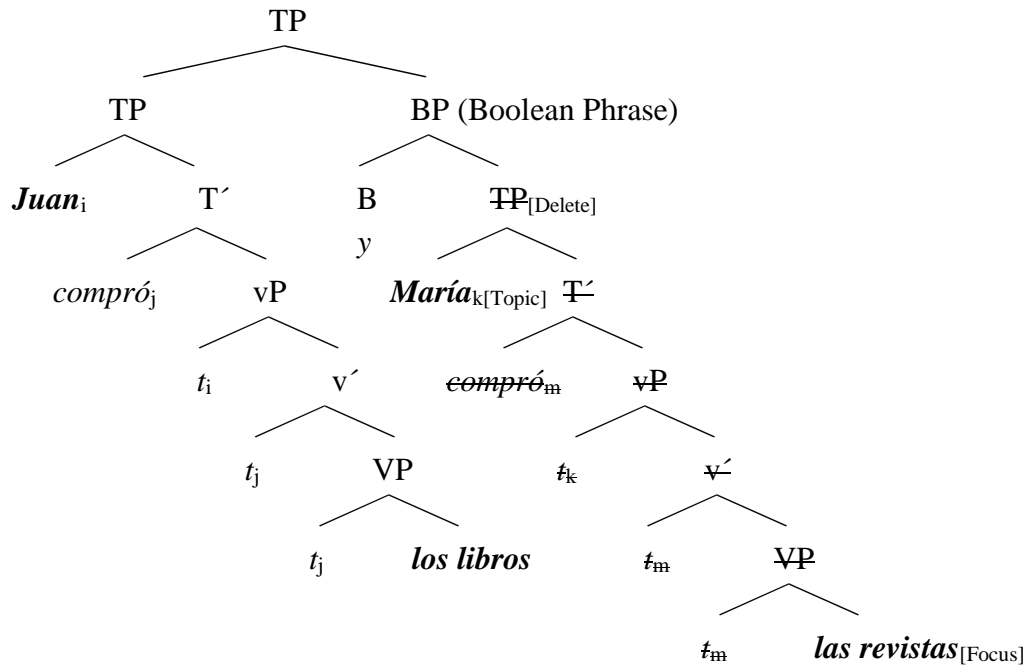 TP
TP BP (Boolean Phrase)
Juani T´ B TP[Delete]
y
comprój vP Maríak[Topic] T´
ti v´ compróm vP
tj VP tk v´
tj los libros tm VP
tm las revistas[Focus]